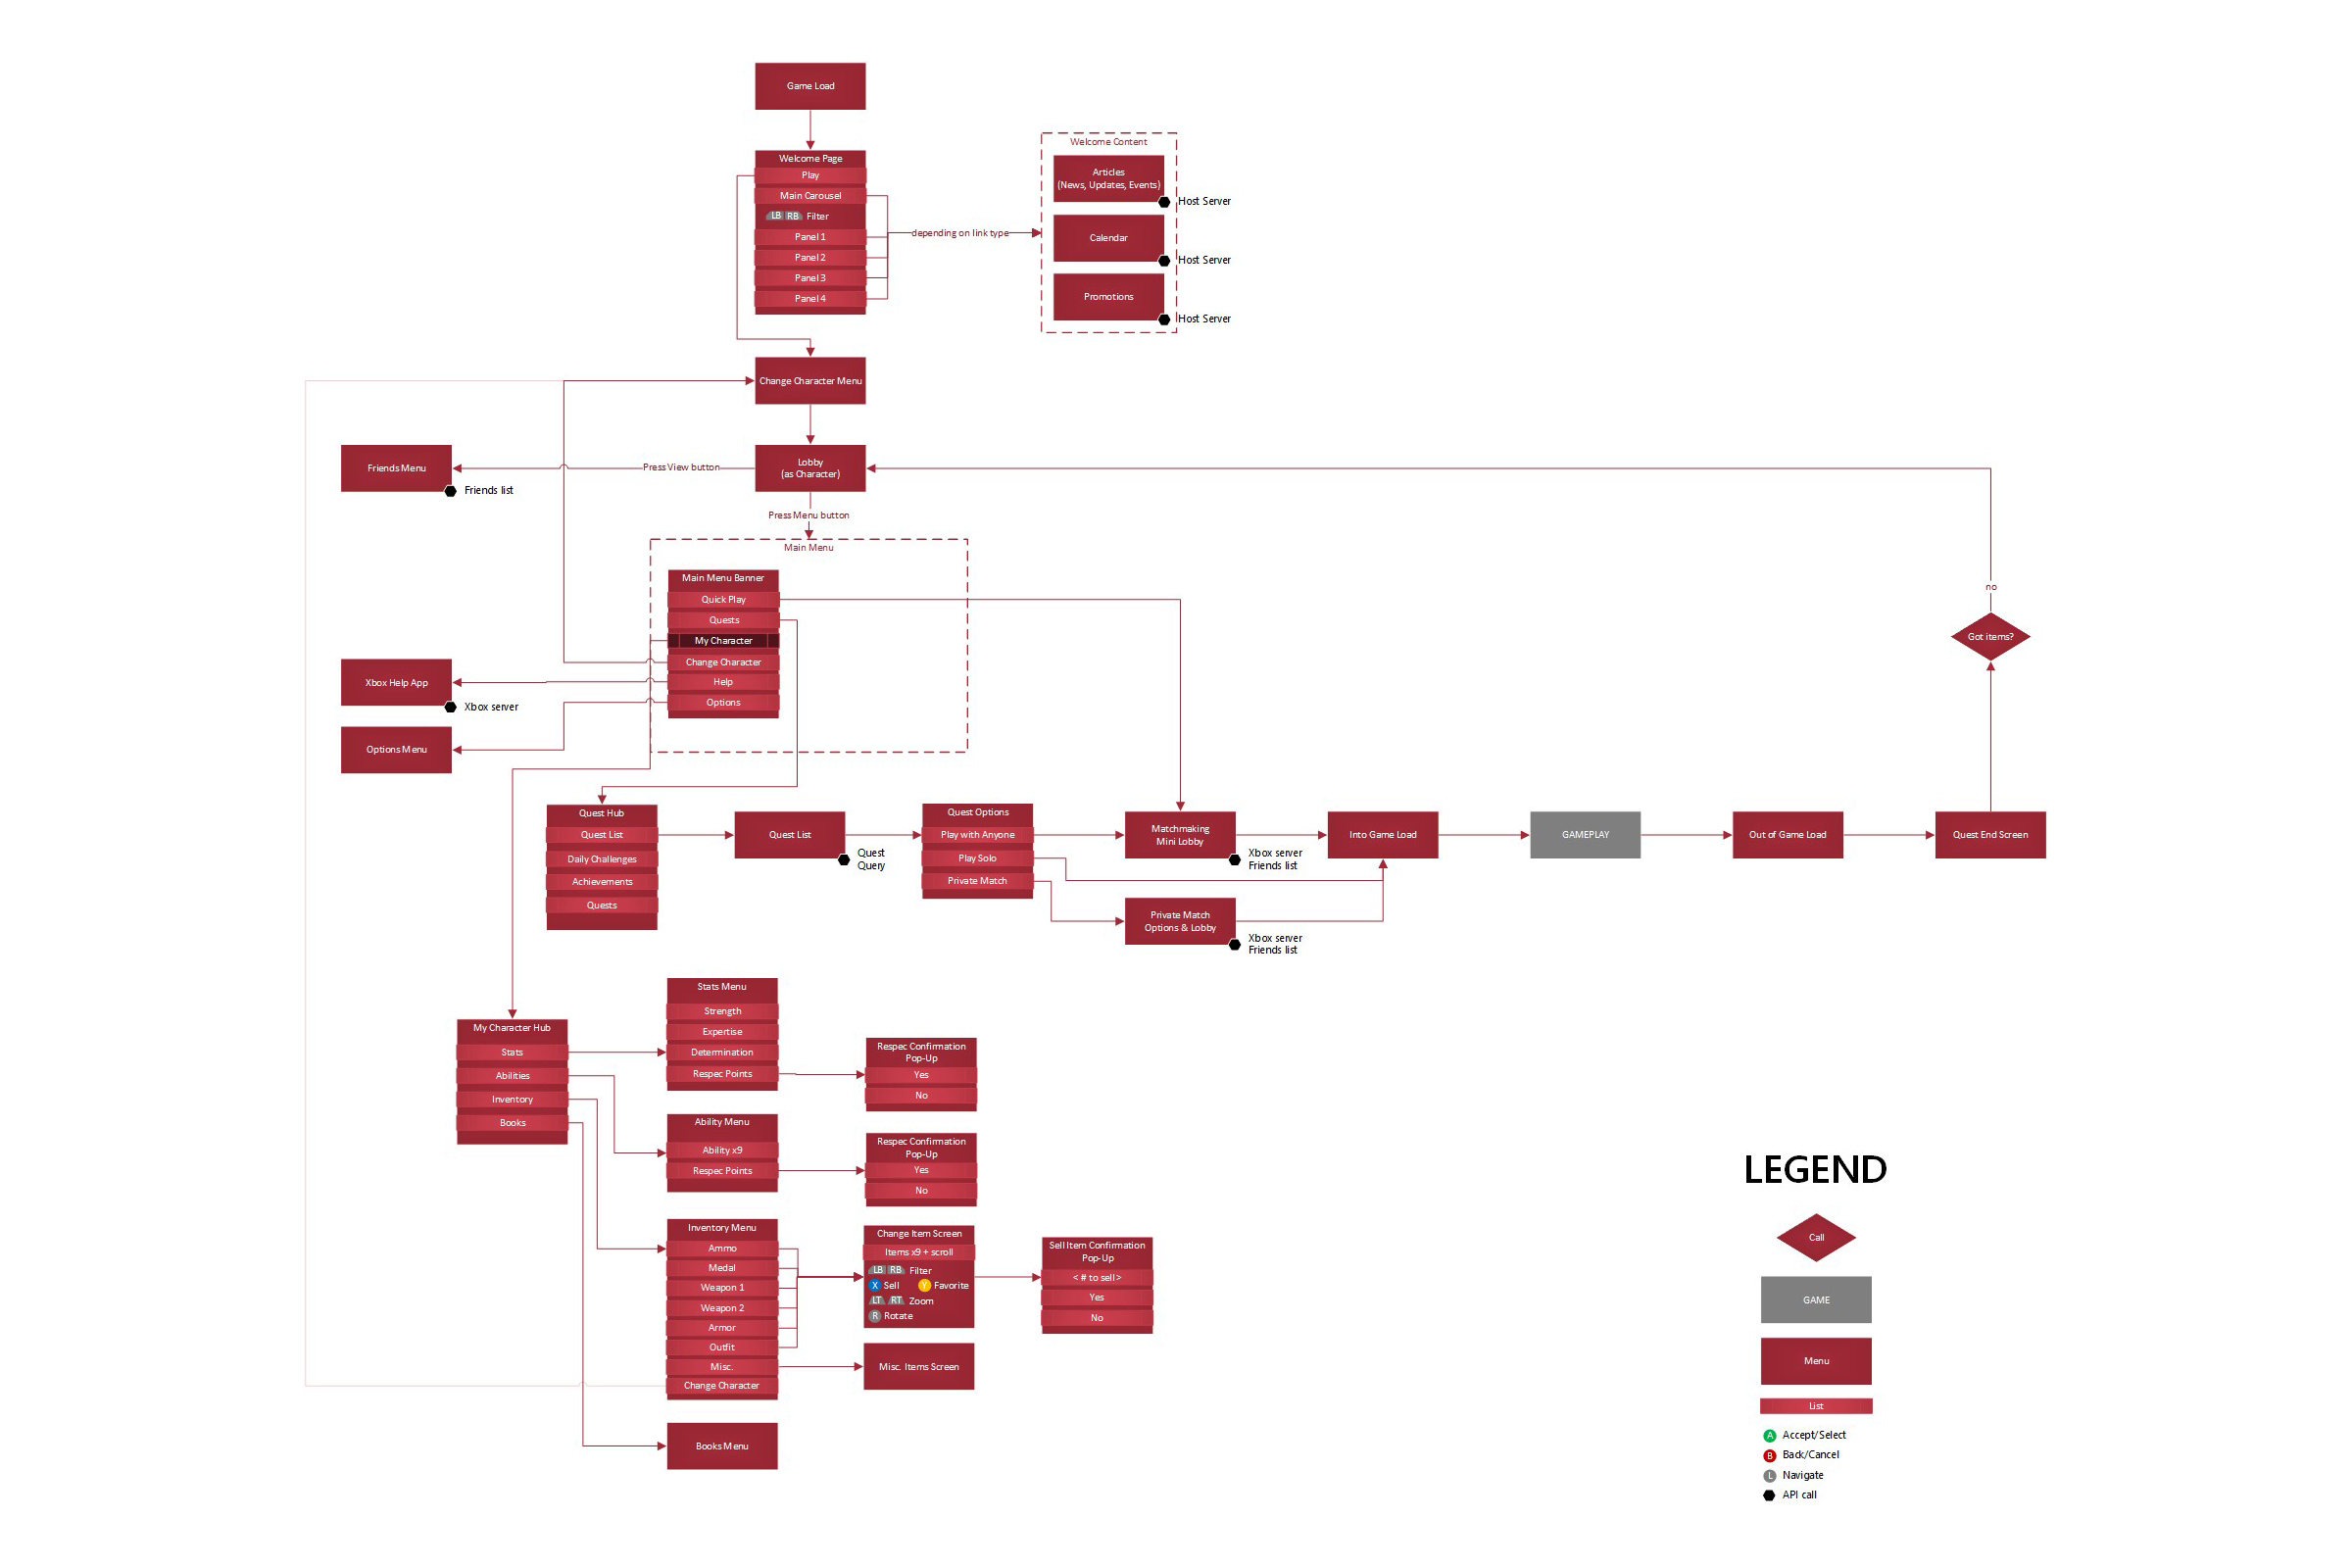 Game Load
Welcome Page
Play
Main Carousel
LB RB Filter
Panel 1
Panel 2
Panel 3
Panel 4
depending on link type
Welcome Content
Articles
(News, Updates, Events)
Host Server
Calendar
Host Server
Promotions
Host Server
Change Character Menu
Friends Menu
Friends list
Press View button
Lobby
(as Character)
Press Menu button
Main Menu
Main Menu Banner
Quick Play
Quests
My Character
Change Character
Help
Options
no
Got items?
Xbox Help App
Xbox server
Options Menu
Quest Hub
Quest List
Daily Challenges
Achievements
Quests
Quest List
Quest
Query
Quest Options
Play with Anyone
Play Solo
Private Match
Matchmaking
Mini Lobby
Xbox server
Friends list
Private Match
Options & Lobby
Xbox server
Friends list
Into Game Load
GAMEPLAY
Out of Game Load
Quest End Screen
My Character Hub
Stats
Abilities
Inventory
Books
Stats Menu
Strength
Expertise
Determination
Respec Points
Respec Confirmation
Pop-Up
Yes
No
Ability Menu
Ability x9
Respec Points
Respec Confirmation
Pop-Up
Yes
No
Inventory Menu
Ammo
Medal
Weapon 1
Weapon 2
Armor
Outfit
Misc.
Change Character
Change Item Screen
Items x9 + scroll
LB RB Filter
X Sell Y Favorite
LT RT Zoom
R Rotate
Sell Item Confirmation
Pop-Up
< # to sell>
Yes
No
Misc. Items Screen
Books Menu
LEGEND
Call
GAME
Menu
List
A Accept/Select
B Back/Cancel
L Navigate
API call